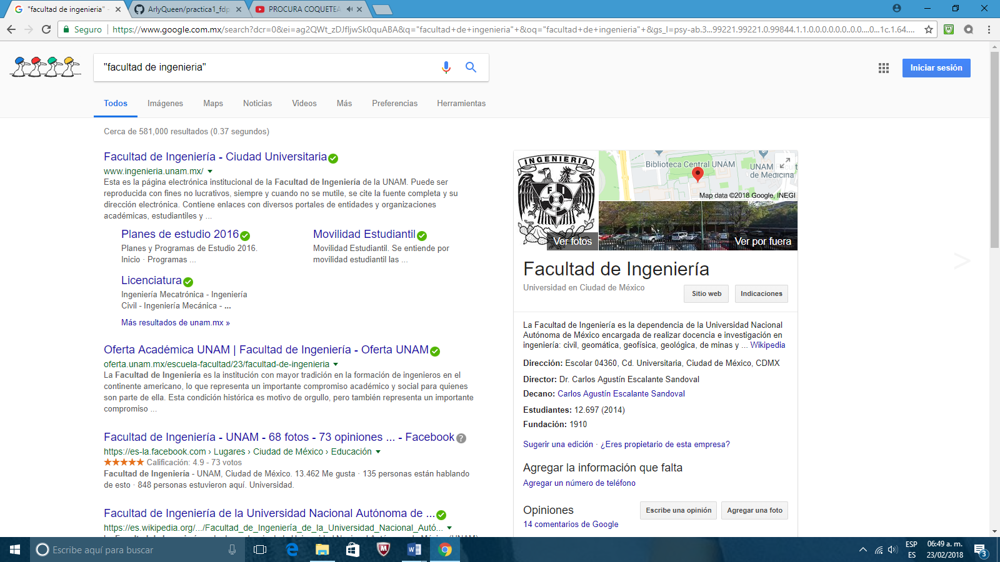 "facultad de ingenieria" -
ArlyQueen/practica1_fdp
PROCURA COQUETEA
Seguro
https://www.google.com.mx/search?dcr=0&ei=ag2QWt_zDJfljwSk0quABA&q="facultad+de+ingenieria"+&oq="facultad+de+ingenieria"+&gs_l=psy-ab.3...99221.99221.0.99844.1.1.0.0.0.0.0.0..0.0....0...1c.1.64....
"facultad de ingenieria"
Iniciar sesión
Todos
Imágenes
Maps
Noticias
Videos
Más
Preferencias
Herramientas
Cerca de 581,000 resultados (0.37 segundos)
Facultad de Ingeniería - Ciudad Universitaria
www.ingenieria.unam.mx/
Esta es la página electrónica institucional de la Facultad de Ingeniería de la UNAM. Puede ser
reproducida con fines no lucrativos, siempre y cuando no se mutile, se cite la fuente completa y su
dirección electrónica. Contiene enlaces con diversos portales de entidades y organizaciones
académicas, estudiantiles y ...
Planes de estudio 2016
Planes y Programas de Estudio 2016.
Inicio · Programas ...
Movilidad Estudiantil
Movilidad Estudiantil. Se entiende por
movilidad estudiantil las ...
Licenciatura
Ingeniería Mecatrónica - Ingeniería
Civil - Ingeniería Mecánica - ...
Más resultados de unam.mx »
Oferta Académica UNAM | Facultad de Ingeniería - Oferta UNAM
oferta.unam.mx/escuela-facultad/23/facultad-de-ingenieria
La Facultad de Ingeniería es la institución con mayor tradición en la formación de ingenieros en el
continente americano, lo que representa un importante compromiso académico y social para quienes
son parte de ella. Esta condición histórica es motivo de orgullo, pero también representa un importante
compromiso ...
Facultad de Ingeniería - UNAM - 68 fotos - 73 opiniones ... - Facebook
https://es-la.facebook.com › Lugares › Ciudad de México › Educación
Calificación: 4.9 - 73 votos
Facultad de Ingeniería - UNAM, Ciudad de México. 13.462 Me gusta · 135 personas están hablando
de esto · 848 personas estuvieron aquí. Universidad.
Facultad de Ingeniería de la Universidad Nacional Autónoma de ...
https://es.wikipedia.org/.../Facultad_de_Ingeniería_de_la_Universidad_Nacional_Autó...
INGENIERIA
F I
Ver fotos
Biblioteca Central UNAM
UNAM
de Medicina
Map data ©2018 Google, INEGI
Ver por fuera
Facultad de Ingeniería
Universidad en Ciudad de México
Sitio web
Indicaciones
La Facultad de Ingeniería es la dependencia de la Universidad Nacional
Autónoma de México encargada de realizar docencia e investigación en
ingeniería: civil, geomática, geofísica, geológica, de minas y ... Wikipedia
Dirección: Escolar 04360, Cd. Universitaria, Ciudad de México, CDMX
Director: Dr. Carlos Agustín Escalante Sandoval
Decano: Carlos Agustín Escalante Sandoval
Estudiantes: 12.697 (2014)
Fundación: 1910
Sugerir una edición · ¿Eres propietario de esta empresa?
Agregar la información que falta
Agregar un número de teléfono
Opiniones
Escribe una opinión
Agregar una foto
14 comentarios de Google
Escribe aquí para buscar
ESP
ES
06:49 a. m.
23/02/2018
3